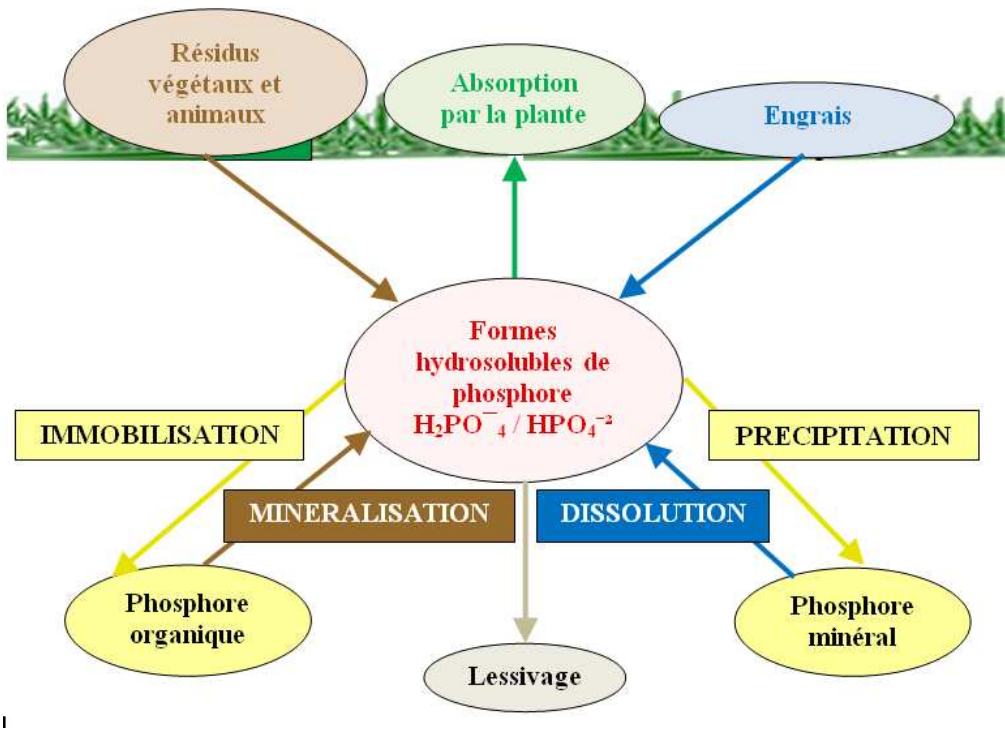 Résidus
végétaux et
animaux
Absorption
par la plante
Engrais
Formes
hydrosolubles de
phosphore
H₂PO¯₄ / HPO₄⁻²
IMMOBILISATION
PRECIPITATION
MINERALISATION
DISSOLUTION
Phosphore
organique
Phosphore
minéral
Lessivage